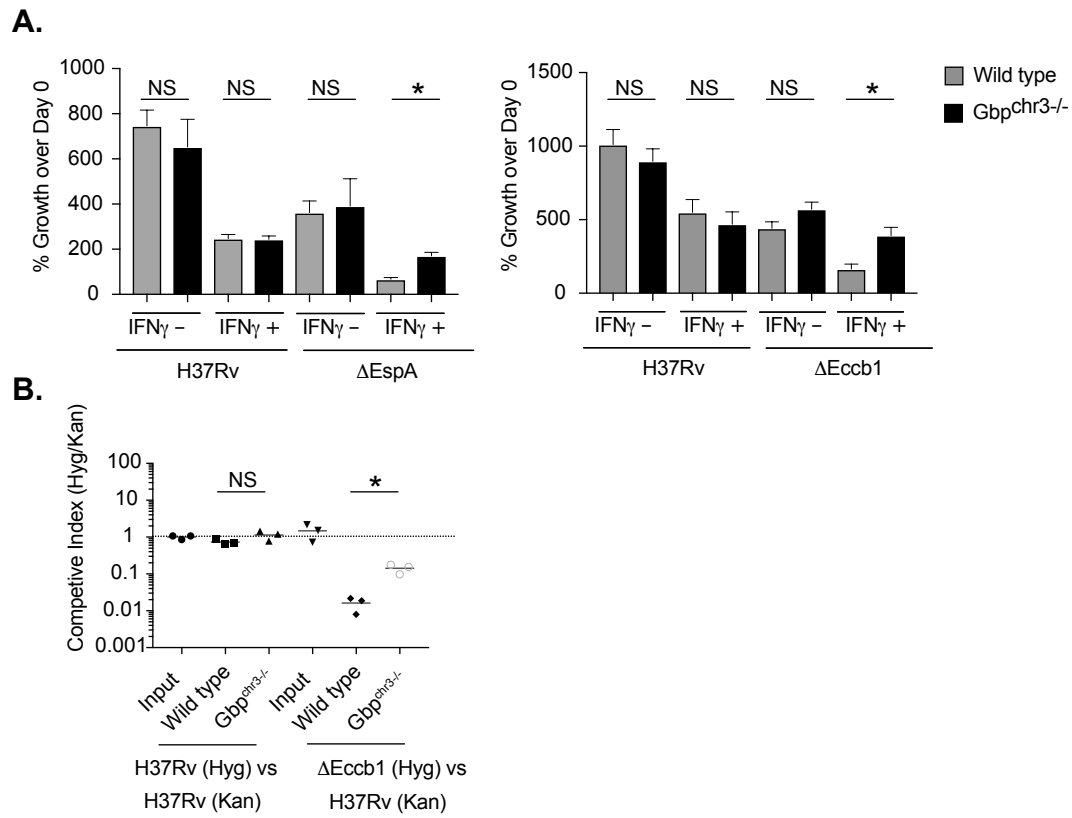 A.
% Growth over Day 0
1000
800
600
400
200
0
NS
NS
NS
*
IFNγ –
IFNγ +
IFNγ –
IFNγ +
H37Rv
ΔEspA
% Growth over Day 0
1500
1000
500
0
NS
NS
NS
*
IFNγ –
IFNγ +
IFNγ –
IFNγ +
H37Rv
ΔEccb1
Wild type
Gbpchr3-/-
B.
Competive Index (Hyg/Kan)
100
10
1
0.1
0.01
0.001
NS
*
Input
Wild type
Gbpchr3-/-
Input
Wild type
Gbpchr3-/-
H37Rv (Hyg) vs
H37Rv (Kan)
ΔEccb1 (Hyg) vs
H37Rv (Kan)